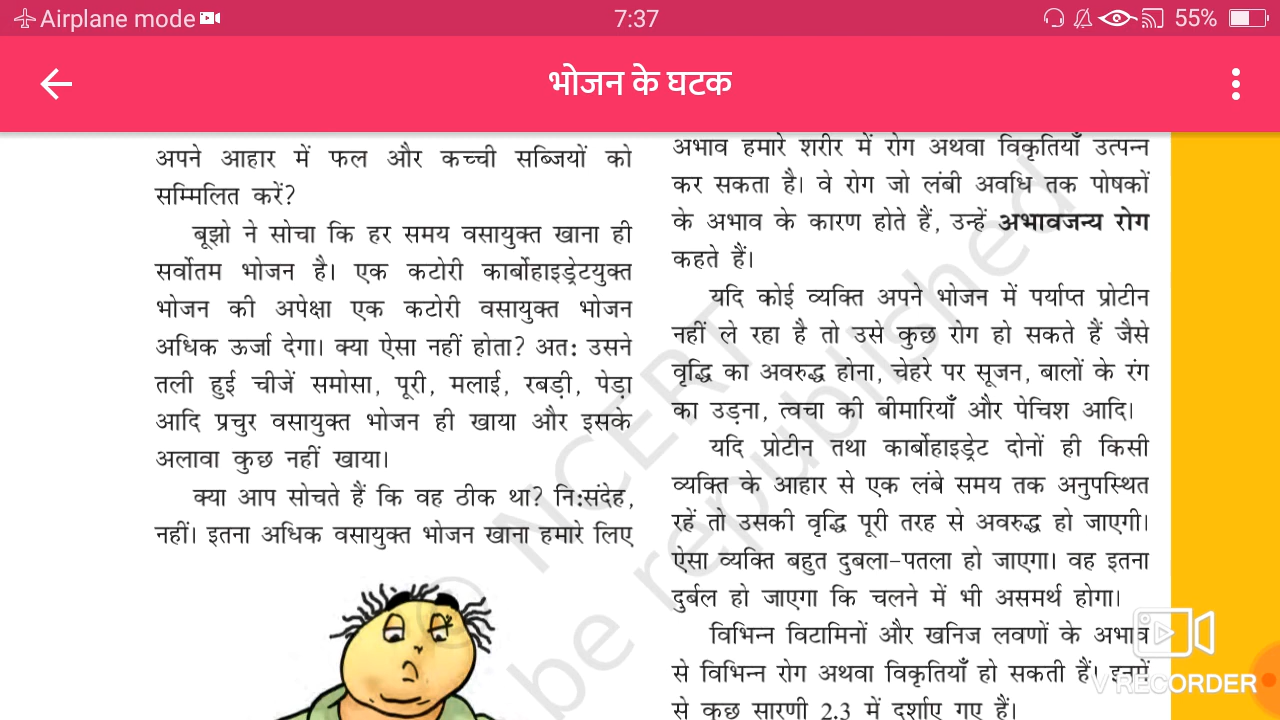 Airplane mode
7:37
55%
भोजन के घटक
अपने आहार में फल और कच्ची सब्जियों को
सम्मिलित करें?
बूझो ने सोचा कि हर समय वसायुक्त खाना ही
सर्वोतम भोजन है। एक कटोरी कार्बोहाइड्रेटयुक्त
भोजन की अपेक्षा एक कटोरी वसायुक्त भोजन
अधिक ऊर्जा देगा। क्या ऐसा नहीं होता? अतः उसने
तली हुई चीजें समोसा, पूरी, मलाई, रबड़ी, पेड़ा
आदि प्रचुर वसायुक्त भोजन ही खाया और इसके
अलावा कुछ नहीं खाया।
क्या आप सोचते हैं कि वह ठीक था? निःसंदेह,
नहीं। इतना अधिक वसायुक्त भोजन खाना हमारे लिए
अभाव हमारे शरीर में रोग अथवा विकृतियाँ उत्पन्न
कर सकता है। वे रोग जो लंबी अवधि तक पोषकों
के अभाव के कारण होते हैं, उन्हें अभावजन्य रोग
कहते हैं।
यदि कोई व्यक्ति अपने भोजन में पर्याप्त प्रोटीन
नहीं ले रहा है तो उसे कुछ रोग हो सकते हैं जैसे
वृद्धि का अवरुद्ध होना, चेहरे पर सूजन, बालों के रंग
का उड़ना, त्वचा की बीमारियाँ और पेचिश आदि।
यदि प्रोटीन तथा कार्बोहाइड्रेट दोनों ही किसी
व्यक्ति के आहार से एक लंबे समय तक अनुपस्थित
रहें तो उसकी वृद्धि पूरी तरह से अवरुद्ध हो जाएगी।
ऐसा व्यक्ति बहुत दुबला-पतला हो जाएगा। वह इतना
दुर्बल हो जाएगा कि चलने में भी असमर्थ होगा।
विभिन्न विटामिनों और खनिज लवणों के अभाव
से विभिन्न रोग अथवा विकृतियाँ हो सकती हैं। इनमें
से कुछ सारणी 2.3 में दर्शाए गए हैं।
© NCERT
be republished
V RECORDER